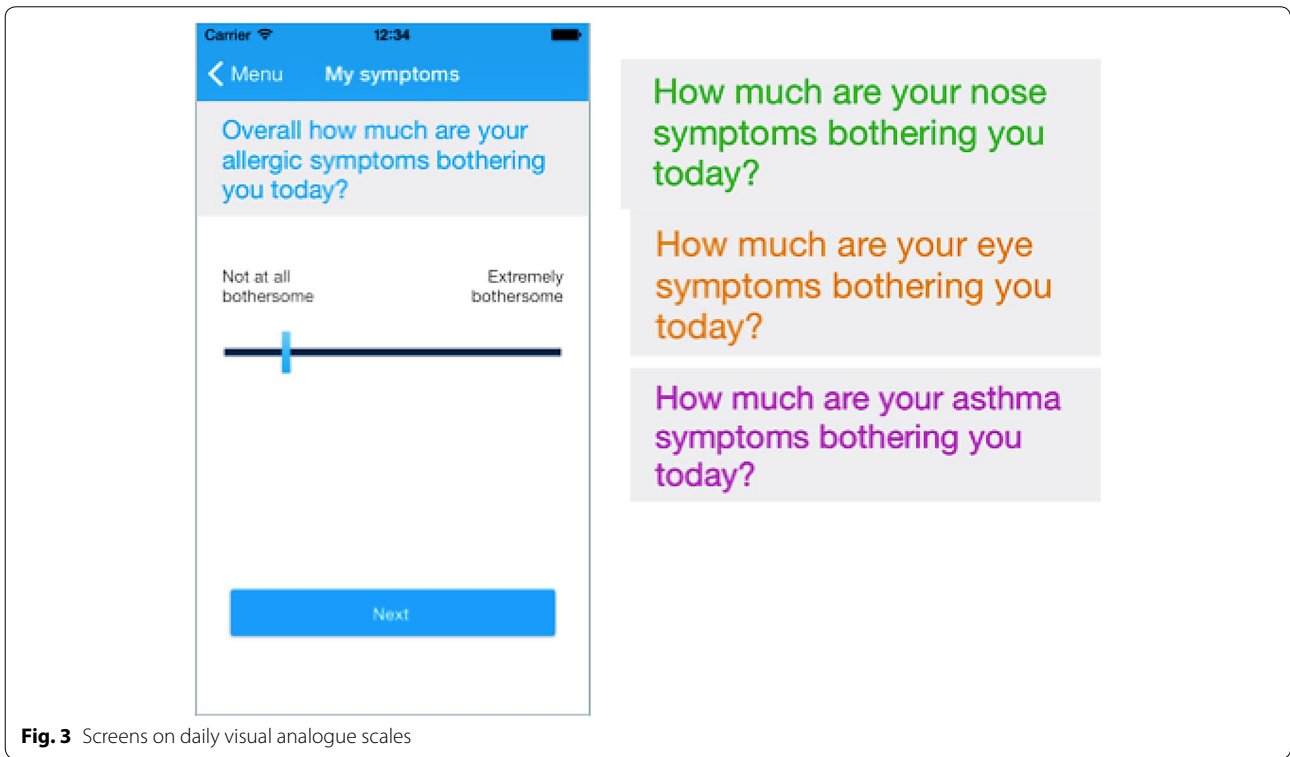 Carrier 12:34
Menu My symptoms
Overall how much are your
allergic symptoms bothering
you today?
Not at all
bothersome
Extremely
bothersome
Next
How much are your nose
symptoms bothering you
today?
How much are your eye
symptoms bothering you
today?
How much are your asthma
symptoms bothering you
today?
Fig. 3 Screens on daily visual analogue scales